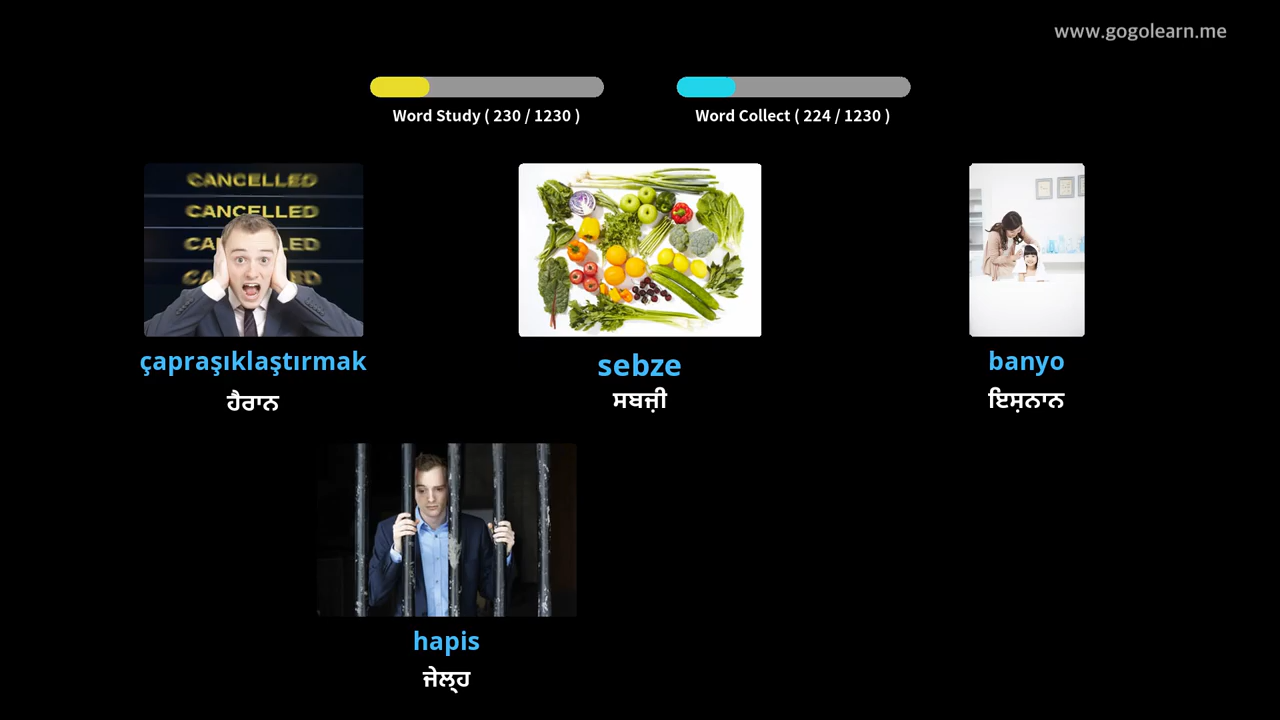 www.gogolearn.me
Word Study ( 230 / 1230 )
Word Collect ( 224 / 1230 )
CANCELLED
CANCELLED
CANCELLED
çapraşıklaştırmak
sebze
banyo
ਹੈਰਾਨ
ਸਬਜ਼ੀ
ਇਸ਼ਨਾਨ
hapis
ਜੇਲ੍ਹ